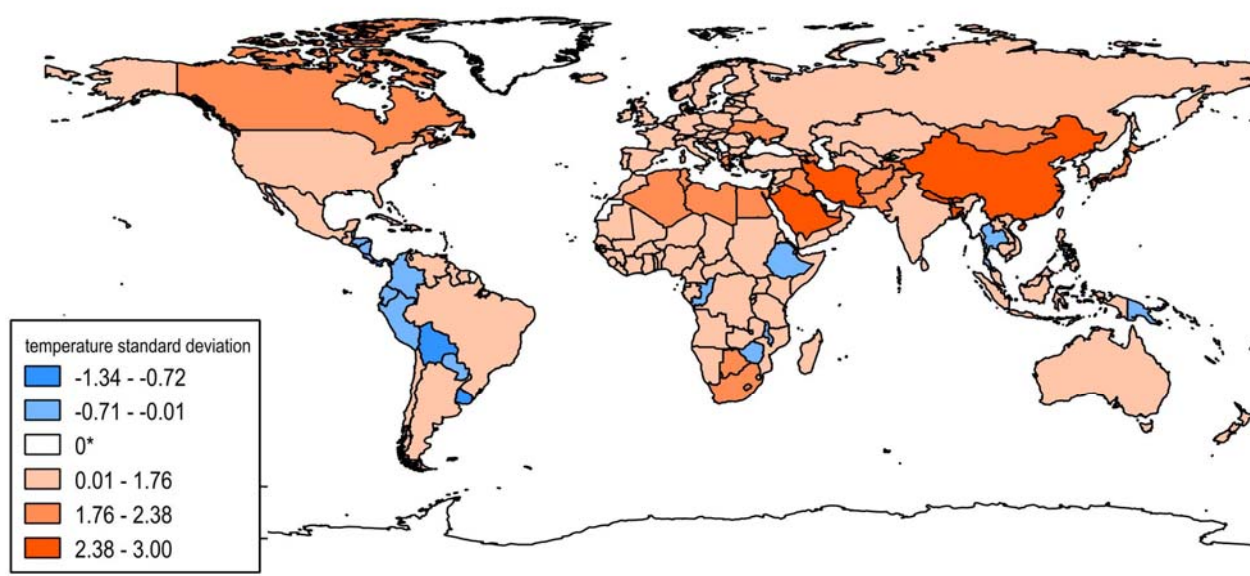 temperature standard deviation
-1.34 - -0.72
-0.71 - -0.01
0*
0.01 - 1.76
1.76 - 2.38
2.38 - 3.00